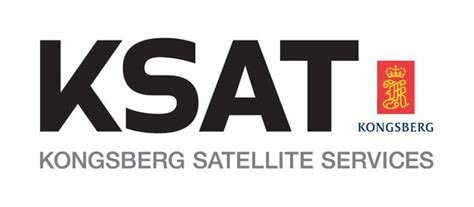 KSAT
KONGSBERG
KONGSBERG SATELLITE SERVICES